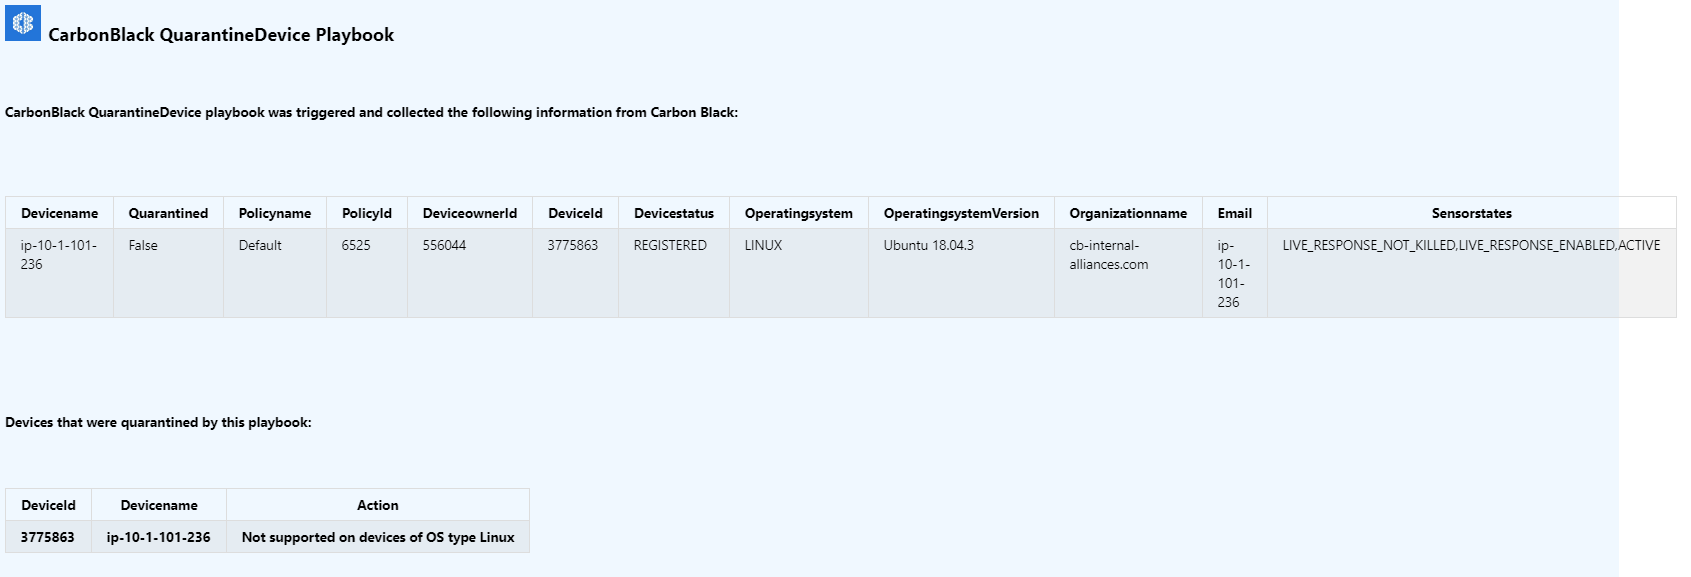 CarbonBlack QuarantineDevice Playbook
CarbonBlack QuarantineDevice playbook was triggered and collected the following information from Carbon Black:
Devicename Quarantined Policyname PolicyId DeviceownerId DeviceId Devicestatus Operatingsystem OperatingsystemVersion Organizationname Email Sensorstates
ip-10-1-101- False Default 6525 556044 3775863 REGISTERED LINUX Ubuntu 18.04.3 cb-internal- ip- LIVE_RESPONSE_NOT_KILLED,LIVE_RESPONSE_ENABLED,ACTIVE
236 alliances.com 10-1-
101-
236
Devices that were quarantined by this playbook:
DeviceId Devicename Action
3775863 ip-10-1-101-236 Not supported on devices of OS type Linux